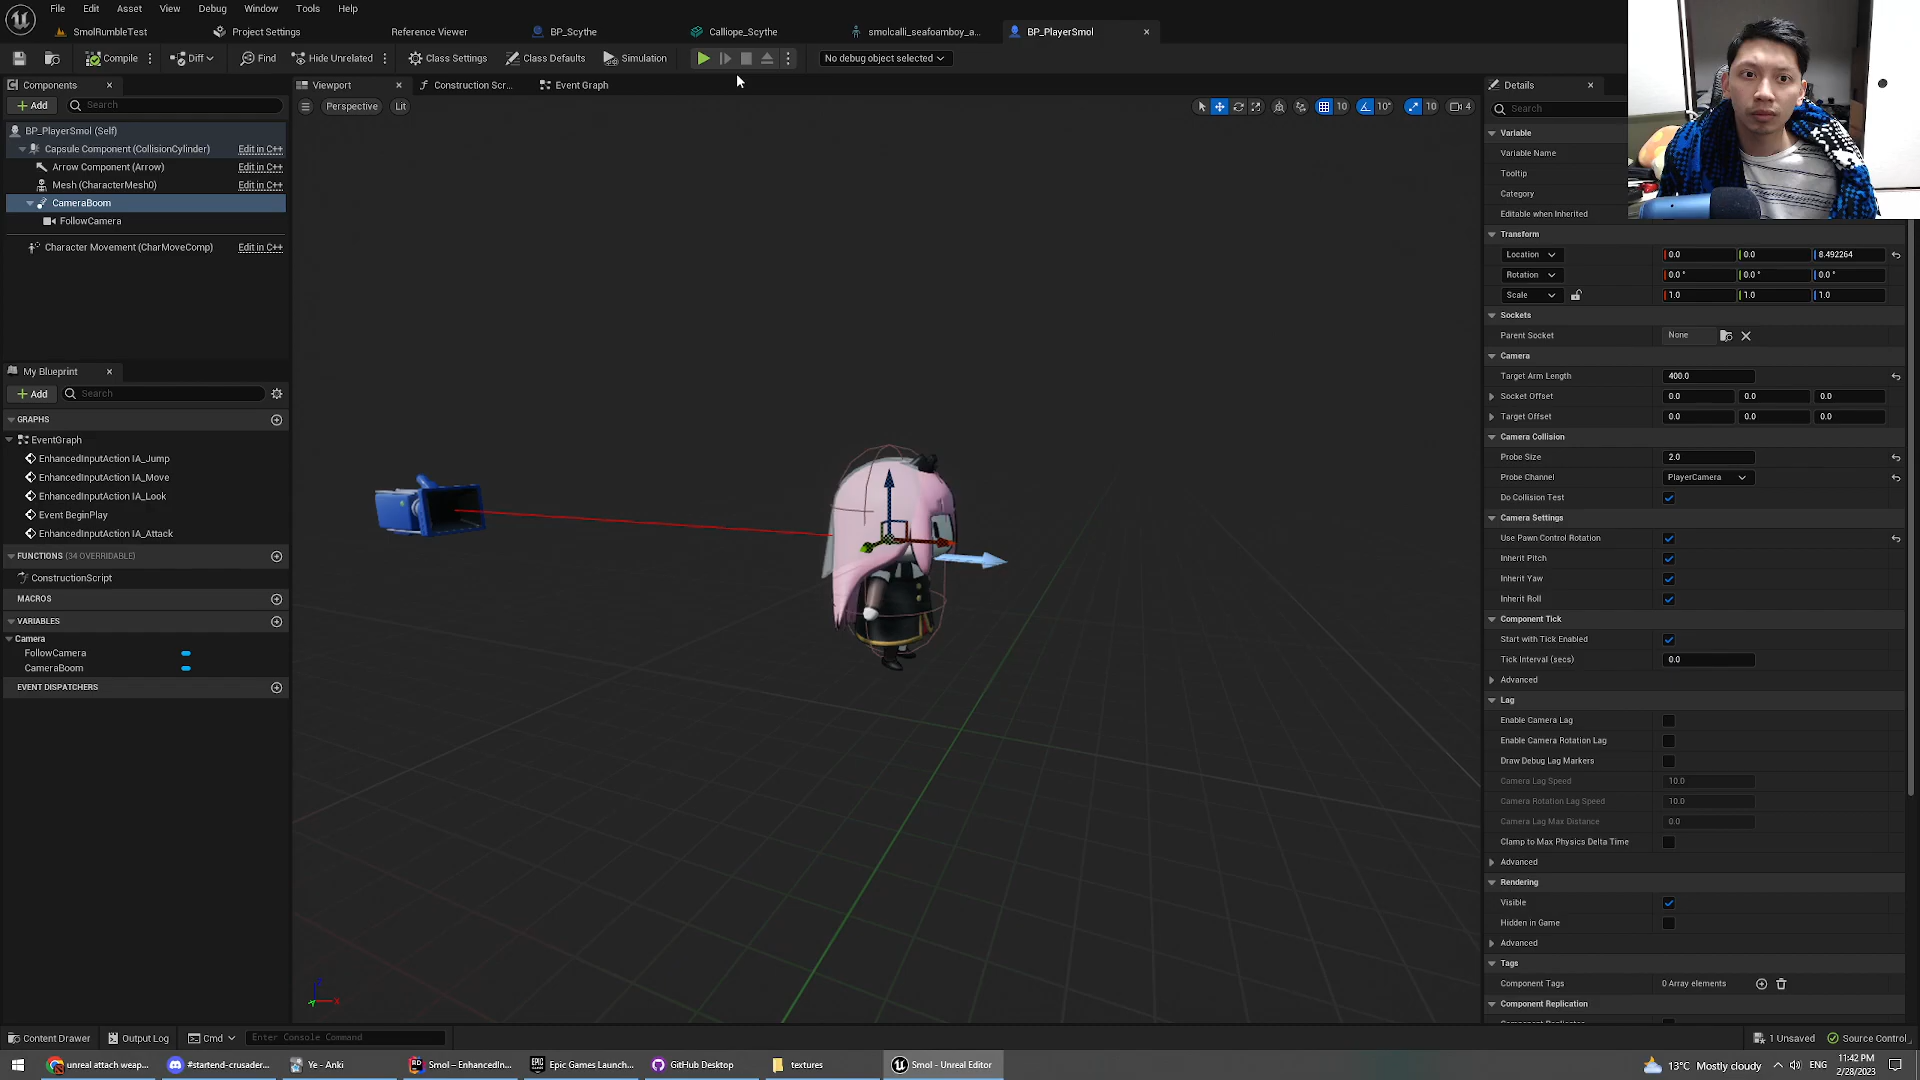 File Edit Asset View Debug Window Tools Help
SmolRumbleTest Project Settings Reference Viewer BP_Scythe Calliope_Scythe smolcalli_seafoamboy_a... BP_PlayerSmol
Compile Diff Find Hide Unrelated Class Settings Class Defaults Simulation No debug object selected
Components Viewport Construction Scr... Event Graph Details
Add Search Perspective Lit 10 10° 10 4 Search
BP_PlayerSmol (Self) Variable
Capsule Component (CollisionCylinder) Edit in C++ Variable Name
Arrow Component (Arrow) Edit in C++ Tooltip
Mesh (CharacterMesh0) Edit in C++ Category
CameraBoom Editable when Inherited
FollowCamera
Character Movement (CharMoveComp) Edit in C++
My Blueprint
Add Search
GRAPHS
EventGraph
EnhancedInputAction IA_Jump
EnhancedInputAction IA_Move
EnhancedInputAction IA_Look
Event BeginPlay
EnhancedInputAction IA_Attack
FUNCTIONS (34 OVERRIDABLE)
ConstructionScript
MACROS
VARIABLES
Camera
FollowCamera
CameraBoom
EVENT DISPATCHERS
Transform
Location 0.0 0.0 8.492264
Rotation 0.0 ° 0.0 ° 0.0 °
Scale 1.0 1.0 1.0
Sockets
Parent Socket None
Camera
Target Arm Length 400.0
Socket Offset 0.0 0.0 0.0
Target Offset 0.0 0.0 0.0
Camera Collision
Probe Size 2.0
Probe Channel PlayerCamera
Do Collision Test
Camera Settings
Use Pawn Control Rotation
Inherit Pitch
Inherit Yaw
Inherit Roll
Component Tick
Start with Tick Enabled
Tick Interval (secs) 0.0
Advanced
Lag
Enable Camera Lag
Enable Camera Rotation Lag
Draw Debug Lag Markers
Camera Lag Speed 10.0
Camera Rotation Lag Speed 10.0
Camera Lag Max Distance 0.0
Clamp to Max Physics Delta Time
Advanced
Rendering
Visible
Hidden in Game
Advanced
Tags
Component Tags 0 Array elements
Component Replication
Z X Y
Content Drawer Output Log Cmd Enter Console Command 1 Unsaved Source Control
unreal attach weap... #startend-crusader... Ye - Anki Smol – EnhancedIn... Epic Games Launch... GitHub Desktop textures Smol - Unreal Editor 13°C Mostly cloudy ENG 11:42 PM
2/28/2023